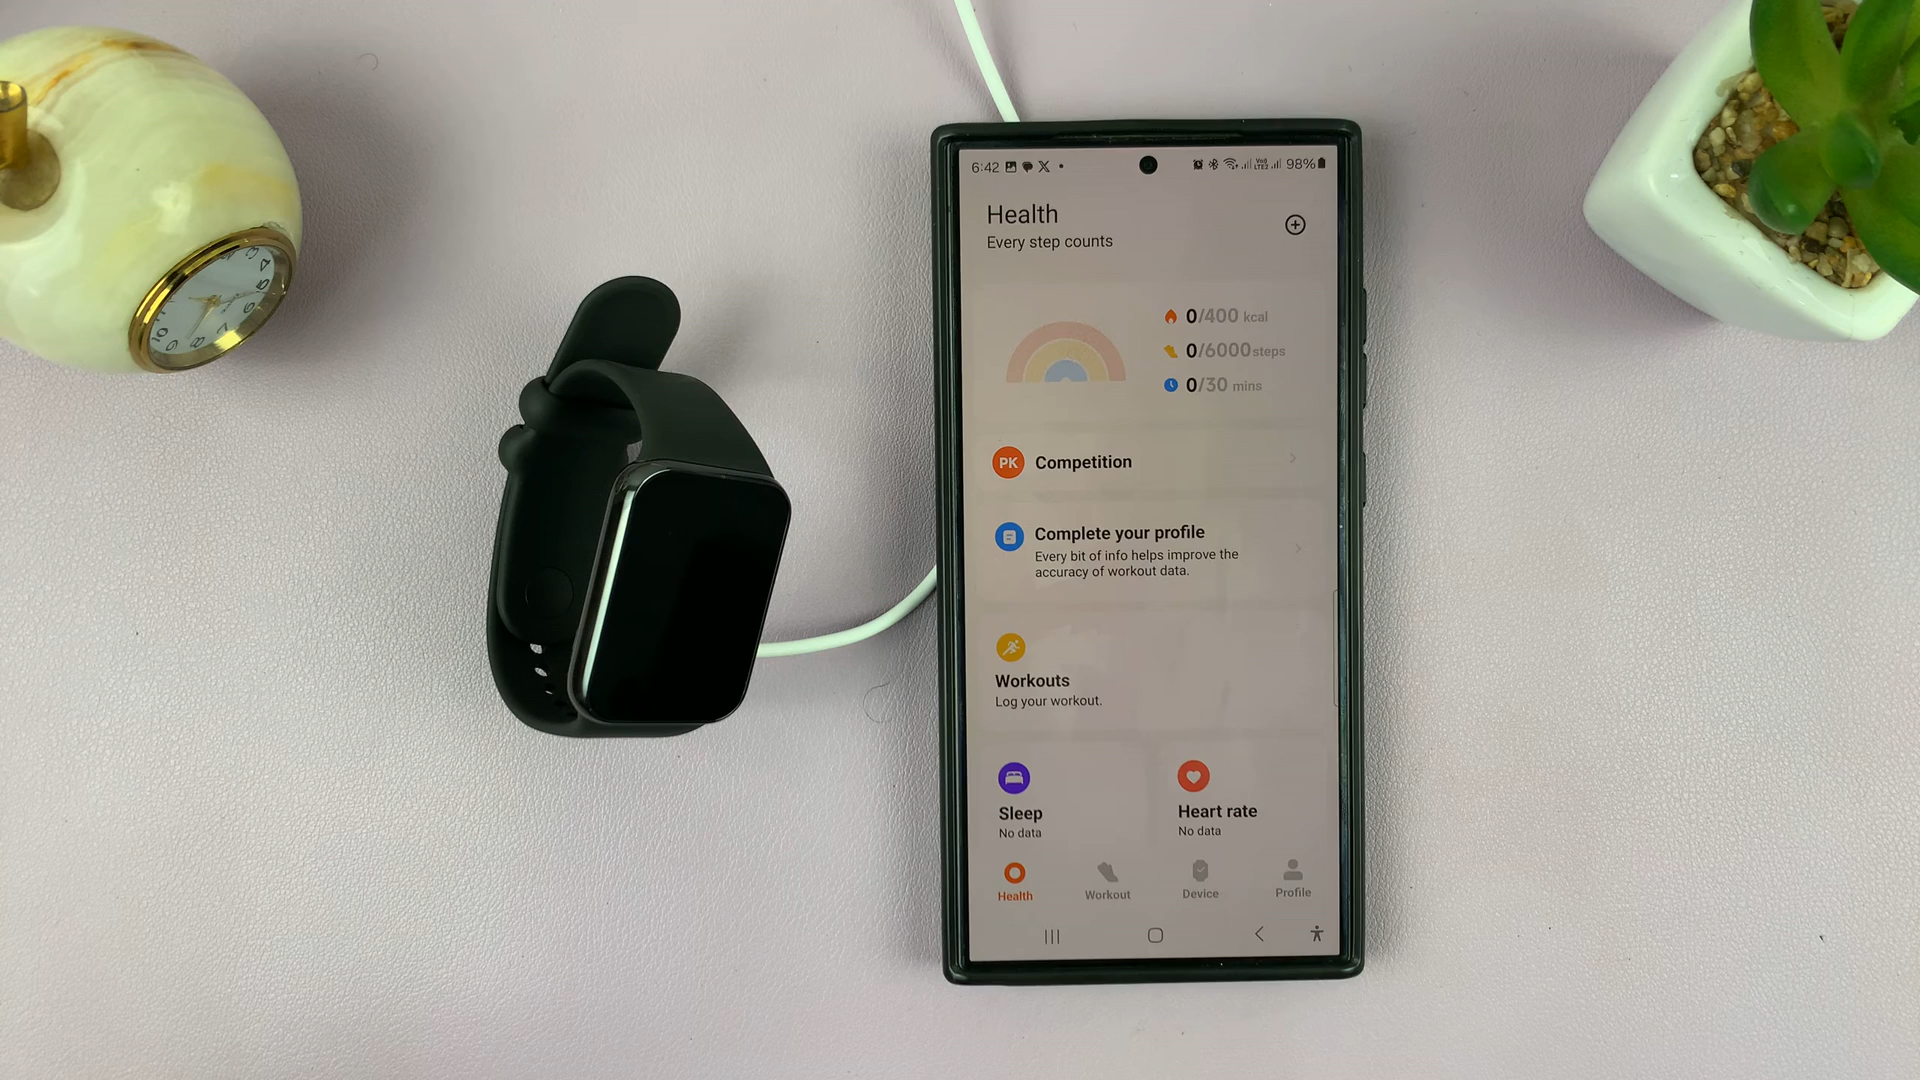 6:42
VoLTE2 98%
Health
Every step counts
0/400 kcal
0/6000steps
0/30 mins
PK Competition
Complete your profile
Every bit of info helps improve the
accuracy of workout data.
Workouts
Log your workout.
Sleep
No data
Heart rate
No data
Health
Workout
Device
Profile